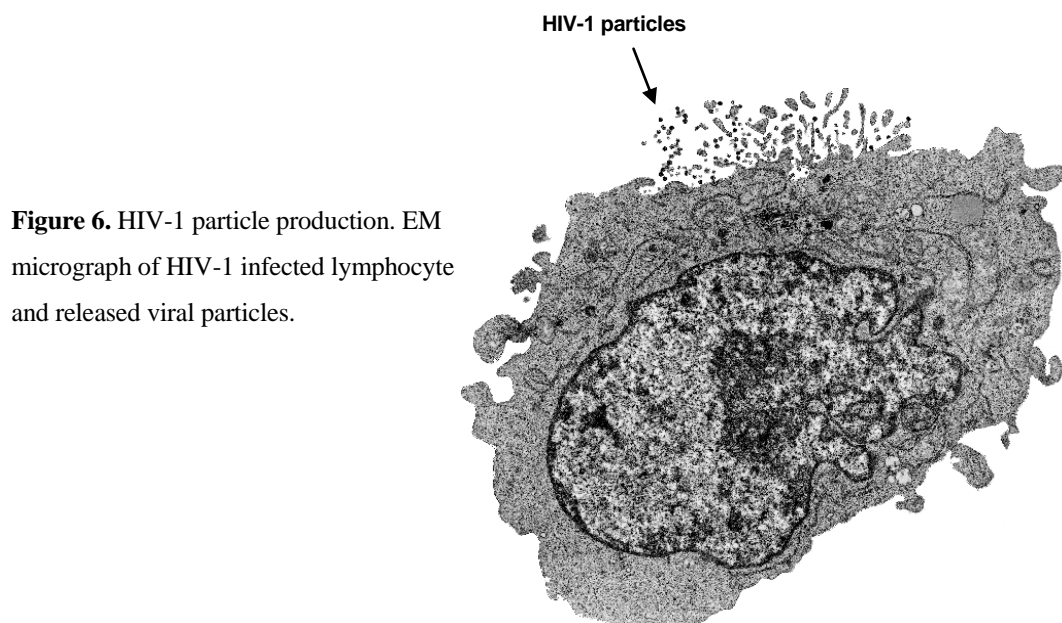 HIV-1 particles
Figure 6. HIV-1 particle production. EM
micrograph of HIV-1 infected lymphocyte
and released viral particles.